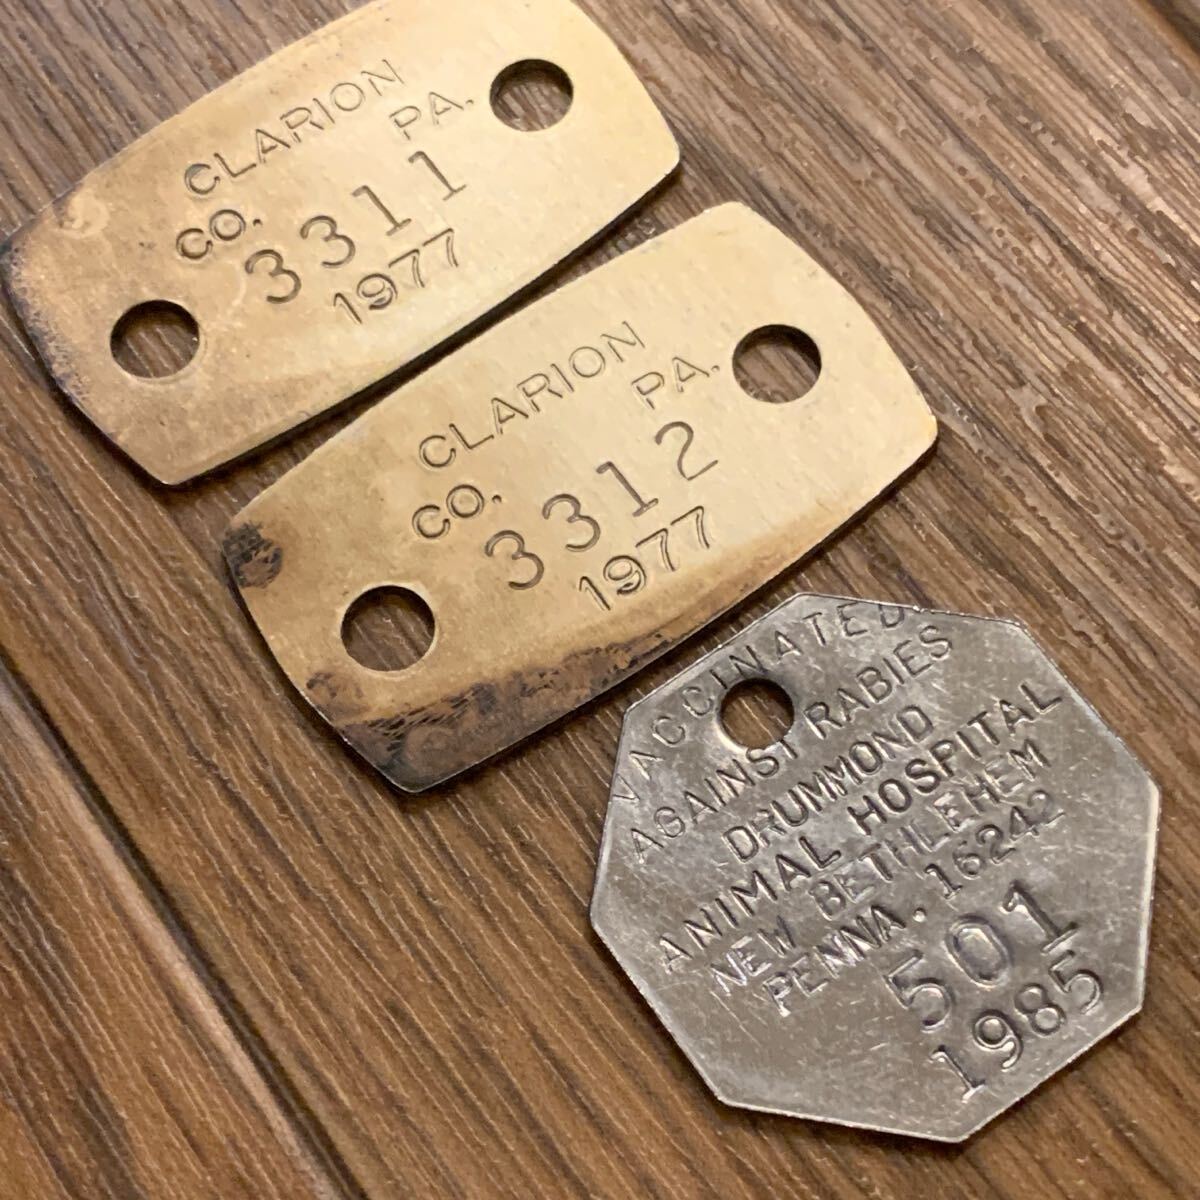 CLARION
CO. PA.
3311
1977
CLARION
CO. PA.
3312
1977
VACCINATED
AGAINST RABIES
DRUMMOND
ANIMAL HOSPITAL
NEW BETHLEHEM
PENNA. 16242
501
1985